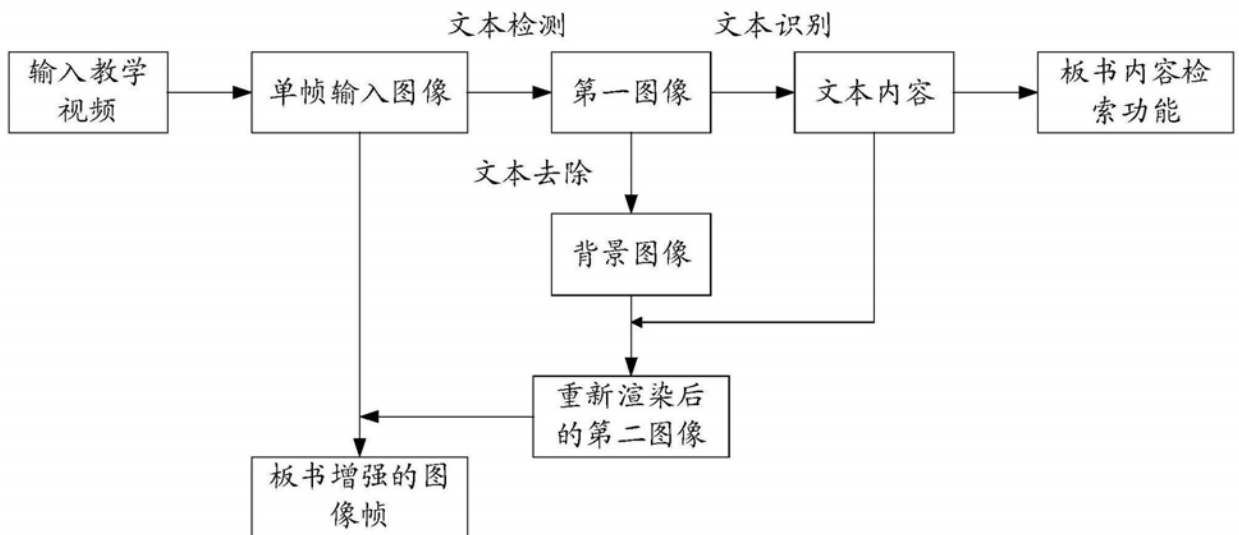 文本检测
文本识别
输入教学
视频
单帧输入图像
第一图像
文本内容
板书内容检
索功能
文本去除
背景图像
重新渲染后
的第二图像
板书增强的图
像帧